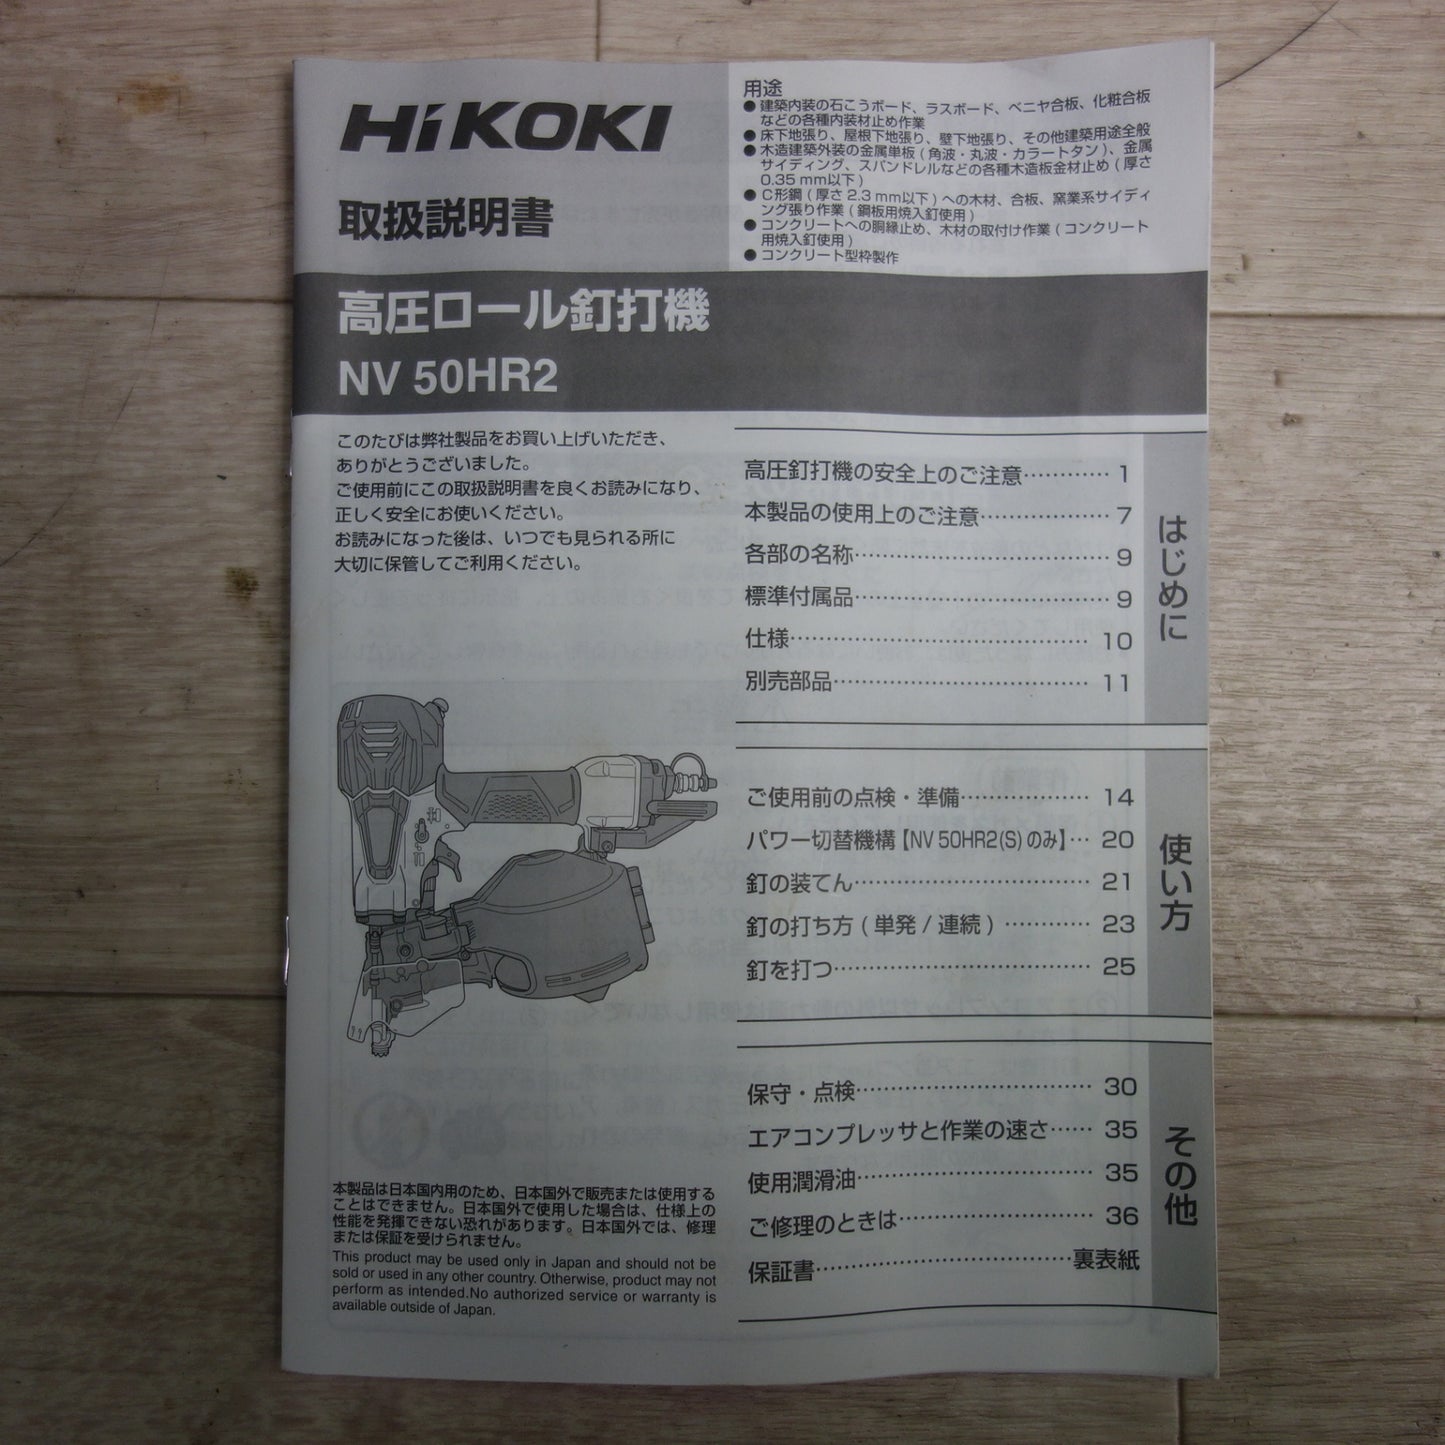 HiKOKI
取扱説明書
用途
● 建築内装の石こうボード、ラスボード、ベニヤ合板、化粧合板
などの各種内装材止め作業
● 床下地張り、屋根下地張り、壁下地張り、その他建築用途全般
● 木造建築外装の金属単板 ( 角波・丸波・カラートタン )、金属
サイディング、スパンドレルなどの各種木造板金材止め ( 厚さ
0.35 mm以下 )
● C形鋼 ( 厚さ 2.3 mm以下 ) への木材、合板、窯業系サイディ
ング張り作業 ( 鋼板用焼入釘使用 )
● コンクリートへの胴縁止め、木材の取付け作業 ( コンクリート
用焼入釘使用 )
● コンクリート型枠製作
高圧ロール釘打機
NV 50HR2
このたびは弊社製品をお買い上げいただき、
ありがとうございました。
ご使用前にこの取扱説明書を良くお読みになり、
正しく安全にお使いください。
お読みになった後は、いつでも見られる所に
大切に保管してご利用ください。
はじめに
高圧釘打機の安全上のご注意············ 1
本製品の使用上のご注意·················· 7
各部の名称··································· 9
標準付属品··································· 9
仕様········································· 10
別売部品··································· 11
使い方
ご使用前の点検・準備·················· 14
パワー切替機構【NV 50HR2(S) のみ】··· 20
釘の装てん································· 21
釘の打ち方 ( 単発 / 連続 ) ············ 23
釘を打つ··································· 25
その他
保守・点検································· 30
エアコンプレッサと作業の速さ······ 35
使用潤滑油································· 35
ご修理のときは··························· 36
保証書···································裏表紙
本製品は日本国内用のため、日本国外で販売または使用する
ことはできません。日本国外で使用した場合は、仕様上の
性能を発揮できない恐れがあります。日本国外では、修理
または保証を受けられません。
This product may be used only in Japan and should not be
sold or used in any other country. Otherwise, product may not
perform as intended.No authorized service or warranty is
available outside of Japan.